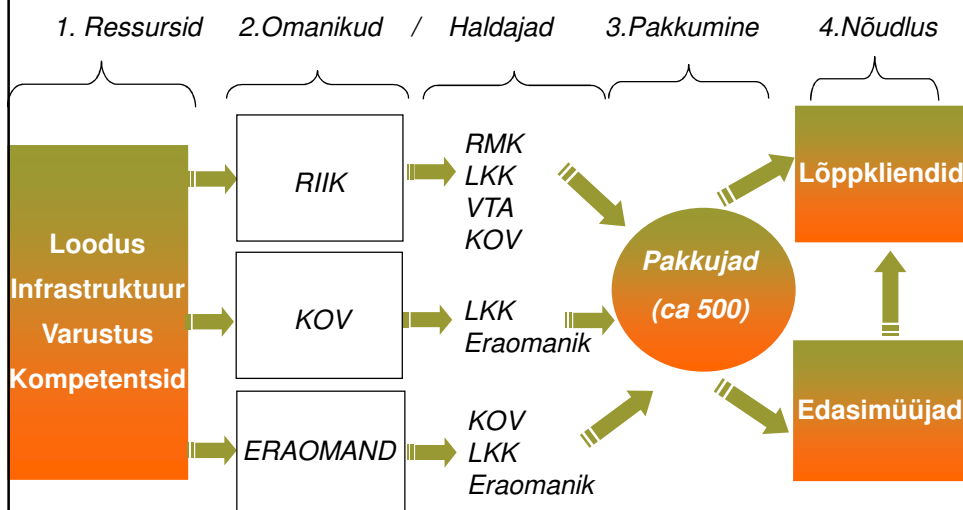 1. Ressursid 2.Omanikud / Haldajad 3.Pakkumine 4.Nõudlus
Loodus
Infrastruktuur
Varustus
Kompetentsid
RIIK
KOV
ERAOMAND
RMK
LKK
VTA
KOV
LKK
Eraomanik
KOV
LKK
Eraomanik
Pakkujad
(ca 500)
Lõppkliendid
Edasimüüjad